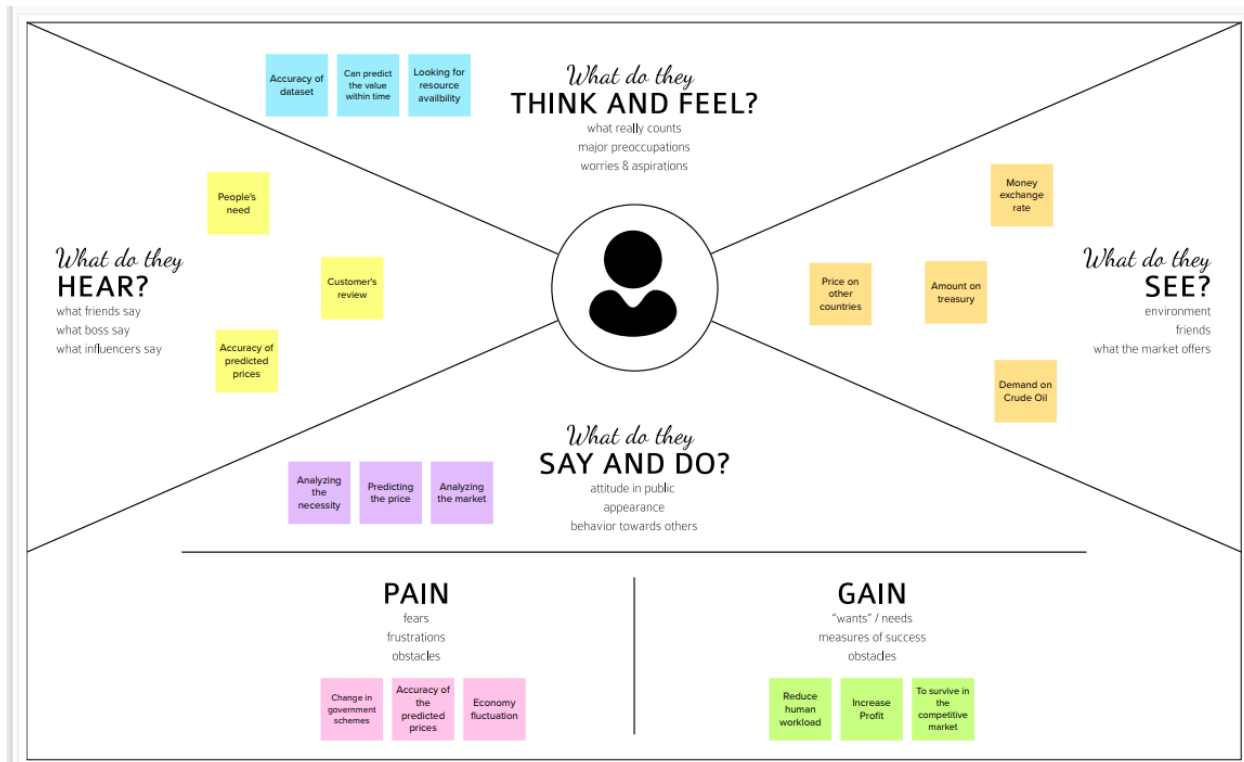 What do they
THINK AND FEEL?
what really counts
major preoccupations
worries & aspirations
Accuracy of
dataset
Can predict
the value
within time
Looking for
resource
availbility
What do they
HEAR?
what friends say
what boss say
what influencers say
People's
need
Customer's
review
Accuracy of
predicted
prices
What do they
SEE?
environment
friends
what the market offers
Money
exchange
rate
Price on
other
countries
Amount on
treasury
Demand on
Crude Oil
What do they
SAY AND DO?
attitude in public
appearance
behavior towards others
Analyzing
the
necessity
Predicting
the price
Analyzing
the market
PAIN
fears
frustrations
obstacles
Change in
government
schemes
Accuracy of
the
predicted
prices
Economy
fluctuation
GAIN
"wants" / needs
measures of success
obstacles
Reduce
human
workload
Increase
Profit
To survive in
the
competitive
market